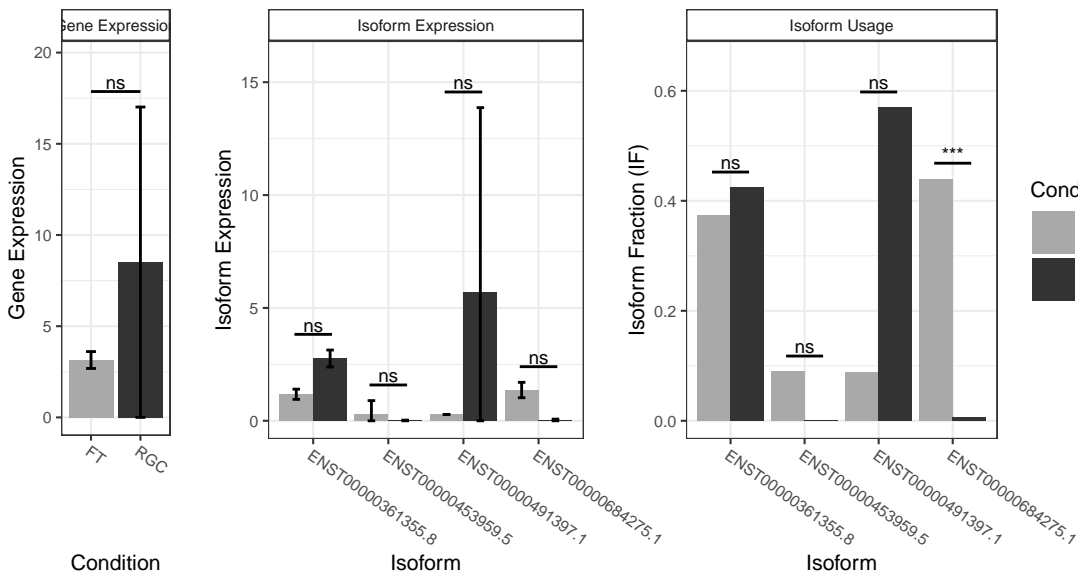 Gene Expression
Isoform Expression
Isoform Usage
20
15
10
5
0
Gene Expression
ns
FT
RGC
Condition
15
10
5
0
Isoform Expression
ns
ns
ns
ns
ENST00000361355.8
ENST00000453959.5
ENST00000491397.1
ENST00000684275.1
Isoform
0.6
0.4
0.2
0.0
Isoform Fraction (IF)
ns
ns
ns
***
ENST00000361355.8
ENST00000453959.5
ENST00000491397.1
ENST00000684275.1
Isoform
Cond